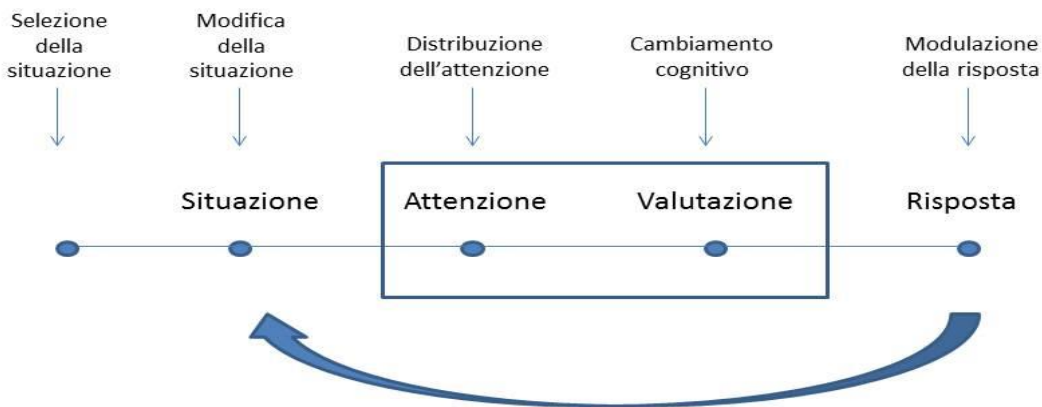 Selezione
della
situazione
Modifica
della
situazione
Distribuzione
dell'attenzione
Cambiamento
cognitivo
Modulazione
della risposta
Situazione
Attenzione
Valutazione
Risposta